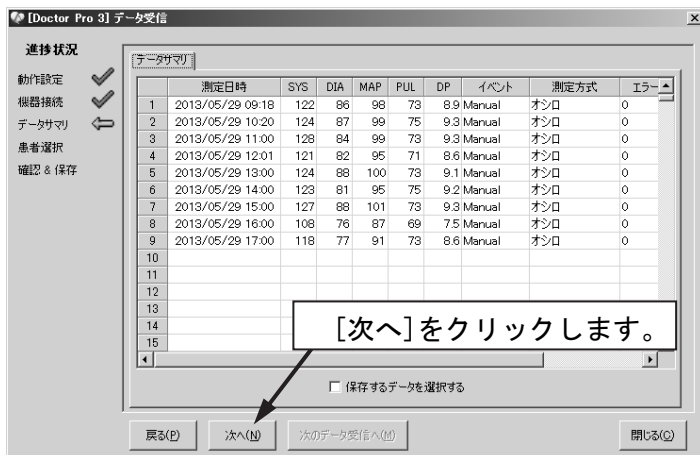 [Doctor Pro 3] データ受信
進捗状況
動作設定
機器接続
データサマリ
患者選択
確認 & 保存
データサマリ
測定日時 SYS DIA MAP PUL DP イベント 測定方式 エラー
1 2013/05/29 09:18 122 86 98 73 8.9 Manual オシロ 0
2 2013/05/29 10:20 124 87 99 75 9.3 Manual オシロ 0
3 2013/05/29 11:00 128 84 99 73 9.3 Manual オシロ 0
4 2013/05/29 12:01 121 82 95 71 8.6 Manual オシロ 0
5 2013/05/29 13:00 124 88 100 73 9.1 Manual オシロ 0
6 2013/05/29 14:00 123 81 95 75 9.2 Manual オシロ 0
7 2013/05/29 15:00 127 88 101 73 9.3 Manual オシロ 0
8 2013/05/29 16:00 108 76 87 69 7.5 Manual オシロ 0
9 2013/05/29 17:00 118 77 91 73 8.6 Manual オシロ 0
10
11
12
13
14
15
[次へ]をクリックします。
保存するデータを選択する
戻る(P) 次へ(N) 次のデータ受信へ(M) 閉じる(C)